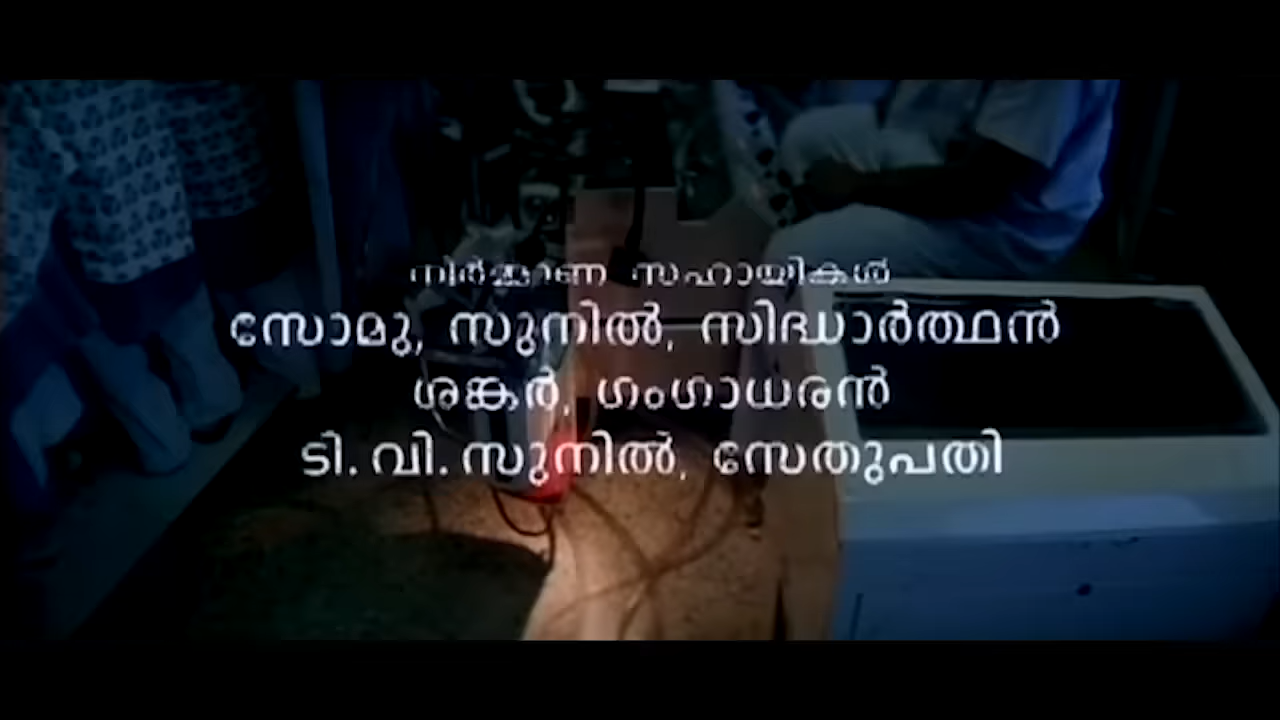 നിർമ്മാണ സഹായികൾ
സോമു, സുനിൽ, സിദ്ധാർത്ഥൻ
ശങ്കർ, ഗംഗാധരൻ
ടി. വി. സുനിൽ, സേതുപതി